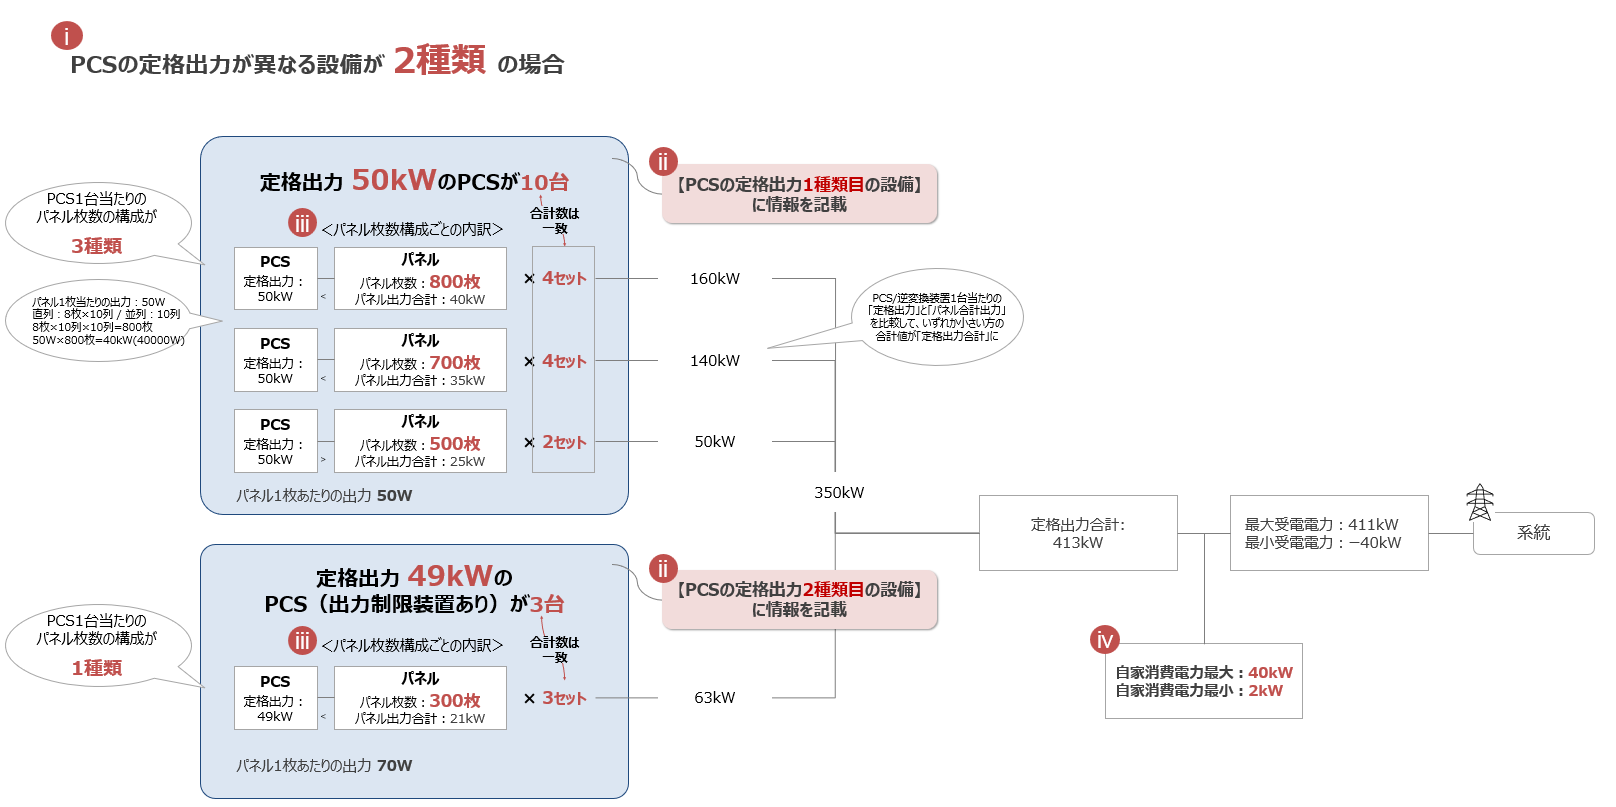 i
PCSの定格出力が異なる設備が 2種類 の場合
定格出力 50kWのPCSが10台
合計数は
一致
iii
＜パネル枚数構成ごとの内訳＞
PCS1台当たりの
パネル枚数の構成が
3種類
パネル1枚当たりの出力：50W
直列：8枚×10列 / 並列：10列
8枚×10列×10列=800枚
50W×800枚=40kW(40000W)
PCS
定格出力：
50kW
<
パネル
パネル枚数：800枚
パネル出力合計：40kW
× 4セット
160kW
PCS
定格出力：
50kW
<
パネル
パネル枚数：700枚
パネル出力合計：35kW
× 4セット
140kW
PCS
定格出力：
50kW
>
パネル
パネル枚数：500枚
パネル出力合計：25kW
× 2セット
50kW
パネル1枚あたりの出力 50W
ii
【PCSの定格出力1種類目の設備】
に情報を記載
PCS/逆変換装置1台当たりの
「定格出力」と「パネル合計出力」
を比較して、いずれか小さい方の
合計値が「定格出力合計」に
350kW
定格出力合計：
413kW
最大受電電力：411kW
最小受電電力：−40kW
系統
定格出力 49kWの
PCS（出力制限装置あり）が3台
合計数は
一致
iii
＜パネル枚数構成ごとの内訳＞
PCS1台当たりの
パネル枚数の構成が
1種類
PCS
定格出力：
49kW
<
パネル
パネル枚数：300枚
パネル出力合計：21kW
× 3セット
63kW
パネル1枚あたりの出力 70W
ii
【PCSの定格出力2種類目の設備】
に情報を記載
iv
自家消費電力最大：40kW
自家消費電力最小：2kW